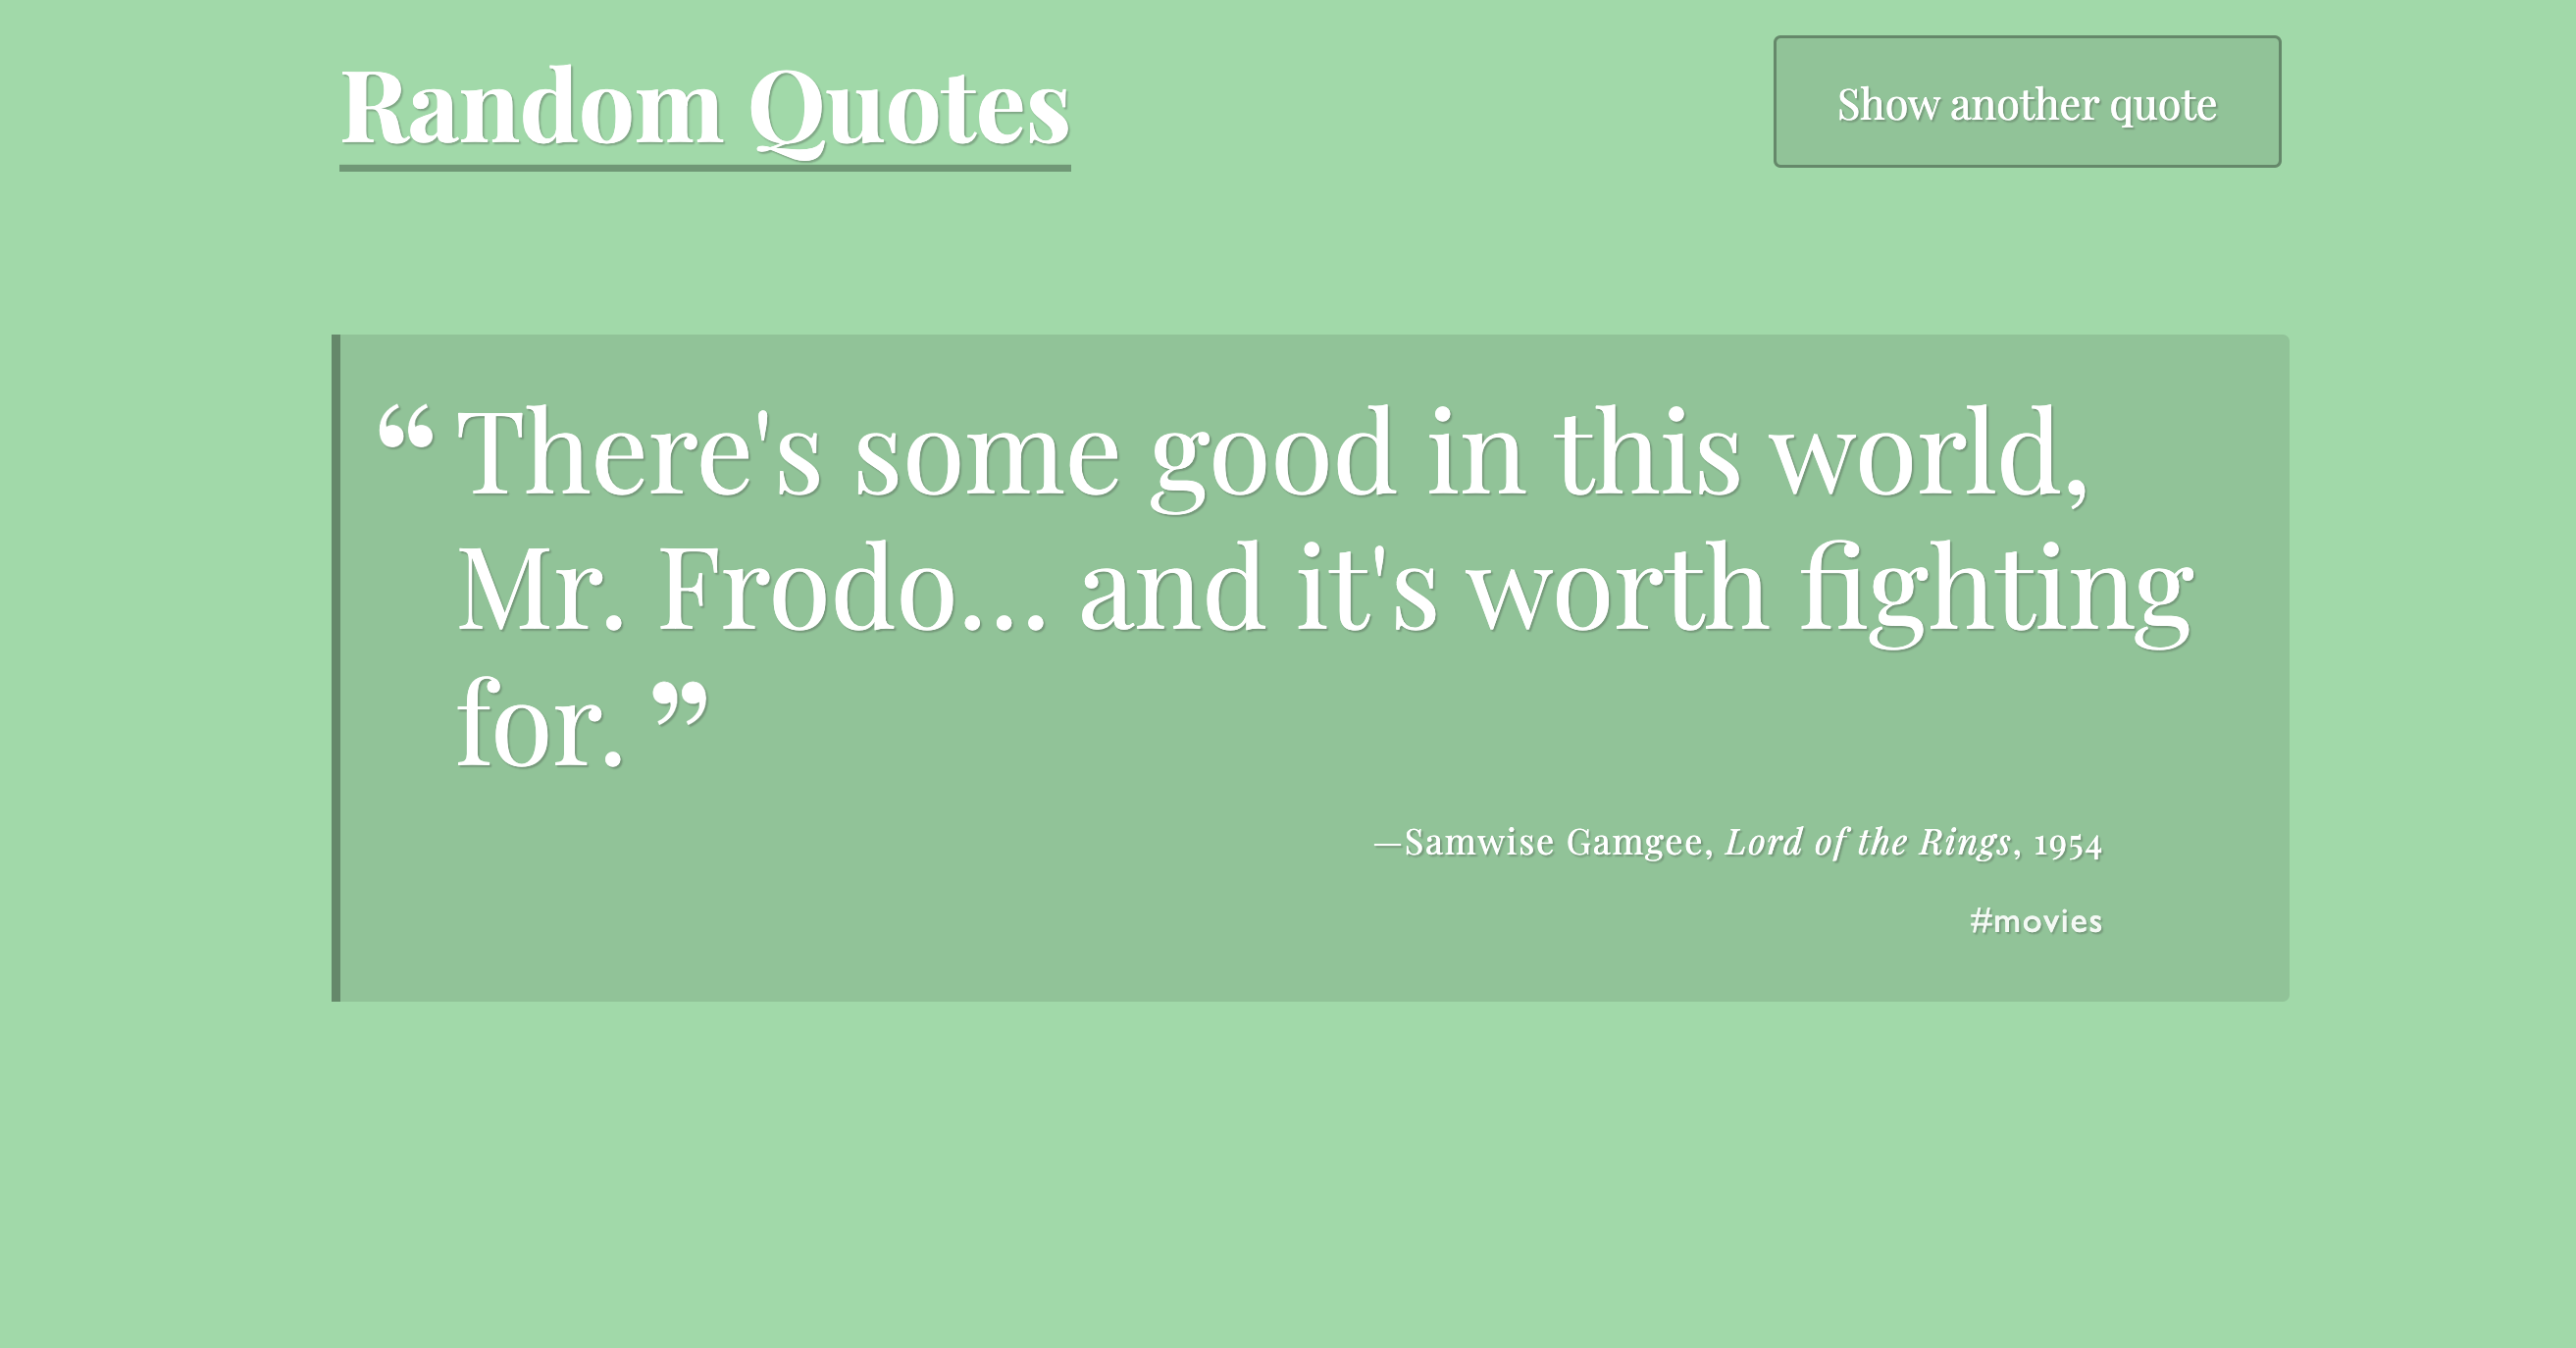 Random Quotes
Show another quote
“ There's some good in this world,
Mr. Frodo... and it's worth fighting
for. ”
—Samwise Gamgee, Lord of the Rings, 1954
#movies